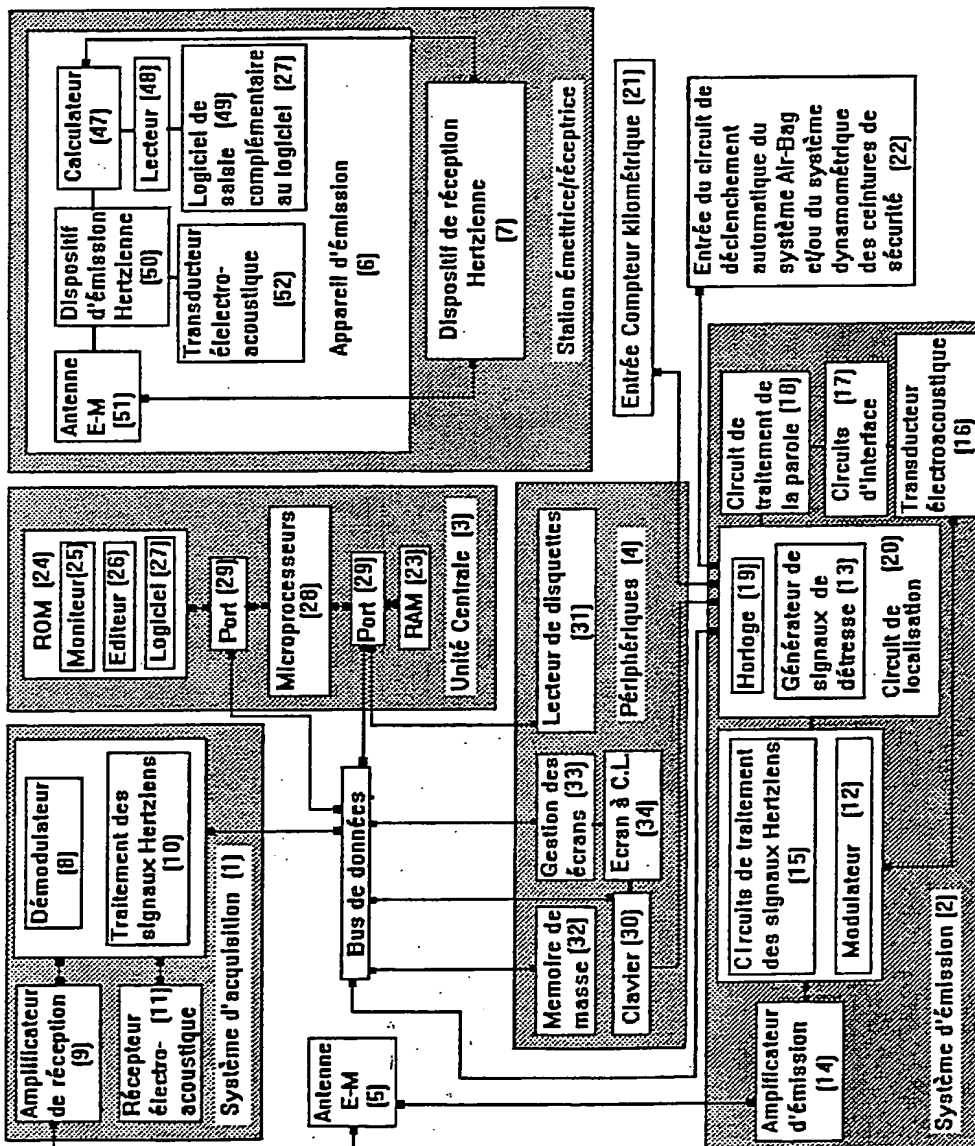 Amplificateur
de réception
[9]
Récepteur
électro- [11]
acoustique
Démodulateur
[8]
Traitement des
signaux Hertziens
[10]
Système d'acquisition [1]
Antenne
E-M
[5]
Bus de données
ROM [24]
Moniteur[25]
Editeur [26]
Logiciel [27]
Port [29]
Microprocesseurs
[28]
Port [29]
RAM [23]
Unité Centrale [3]
Antenne
E-M
[51]
Dispositif
d'émission
Hertzienne
[50]
Calculateur
[47]
Lecteur [48]
Logiciel de
saisie [49]
complémentaire
au logiciel [27]
Transducteur
élelectro-
acoustique
[52]
Appareil d'émission
[6]
Dispositif de réception
Hertzienne
[7]
Station émettrice/réceptrice
Memoire de
masse [32]
Clavier [30]
Gestion des
écrans [33]
Ecran à C.L.
[34]
Lecteur de disquettes
[31]
Périphériques [4]
Entrée Compteur kilométrique [21]
Entrée du circuit de
déclenchement
automatique du
système Air-Bag
et/ou du système
dynamométrique
des ceintures de
sécurité [22]
Amplificateur
d'émission
[14]
Circuits de traitement
des signaux Hertziens
[15]
Modulateur [12]
Horloge [19]
Générateur de
signaux de
détresse [13]
Circuit de [20]
localisation
Circuit de
traitement de
la parole [18]
Circuits [17]
d'interface
Transducteur
électroacoustique
[16]
Système d'émission [2]